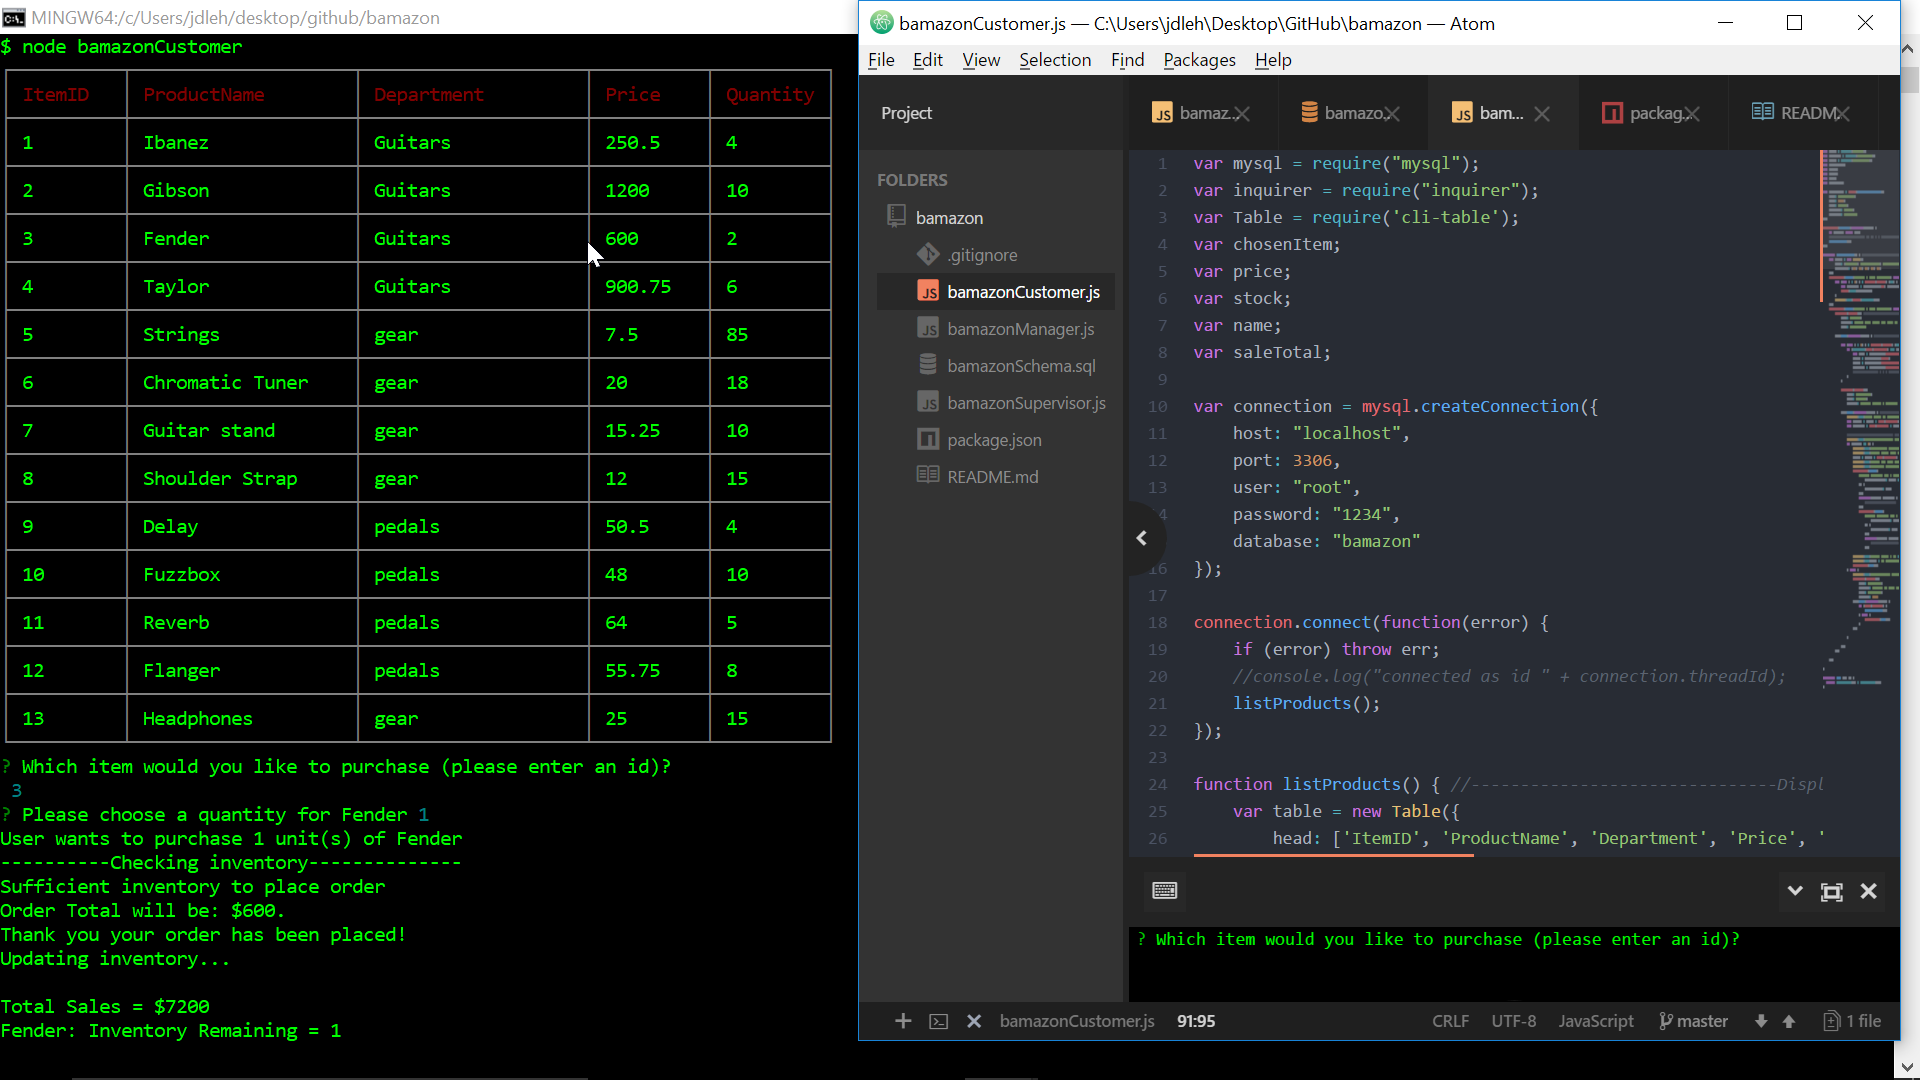 MINGW64:/c/Users/jdleh/desktop/github/bamazon
$ node bamazonCustomer
ItemID ProductName Department Price Quantity
1 Ibanez Guitars 250.5 4
2 Gibson Guitars 1200 10
3 Fender Guitars 600 2
4 Taylor Guitars 900.75 6
5 Strings gear 7.5 85
6 Chromatic Tuner gear 20 18
7 Guitar stand gear 15.25 10
8 Shoulder Strap gear 12 15
9 Delay pedals 50.5 4
10 Fuzzbox pedals 48 10
11 Reverb pedals 64 5
12 Flanger pedals 55.75 8
13 Headphones gear 25 15
? Which item would you like to purchase (please enter an id)?
3
? Please choose a quantity for Fender 1
User wants to purchase 1 unit(s) of Fender
----------Checking inventory--------------
Sufficient inventory to place order
Order Total will be: $600.
Thank you your order has been placed!
Updating inventory...
Total Sales = $7200
Fender: Inventory Remaining = 1
bamazonCustomer.js — C:\Users\jdleh\Desktop\GitHub\bamazon — Atom
File Edit View Selection Find Packages Help
Project
JS bamaz... bamazo... JS bam... packag... READM
FOLDERS
bamazon
.gitignore
JS bamazonCustomer.js
JS bamazonManager.js
bamazonSchema.sql
JS bamazonSupervisor.js
package.json
README.md
1 var mysql = require("mysql");
2 var inquirer = require("inquirer");
3 var Table = require('cli-table');
4 var chosenItem;
5 var price;
6 var stock;
7 var name;
8 var saleTotal;
9
10 var connection = mysql.createConnection({
11 host: "localhost",
12 port: 3306,
13 user: "root",
4 password: "1234",
database: "bamazon"
16 });
17
18 connection.connect(function(error) {
19 if (error) throw err;
20 //console.log("connected as id " + connection.threadId);
21 listProducts();
22 });
23
24 function listProducts() { //-------------------------------Displ
25 var table = new Table({
26 head: ['ItemID', 'ProductName', 'Department', 'Price', '
? Which item would you like to purchase (please enter an id)?
bamazonCustomer.js 91:95 CRLF UTF-8 JavaScript master 1 file